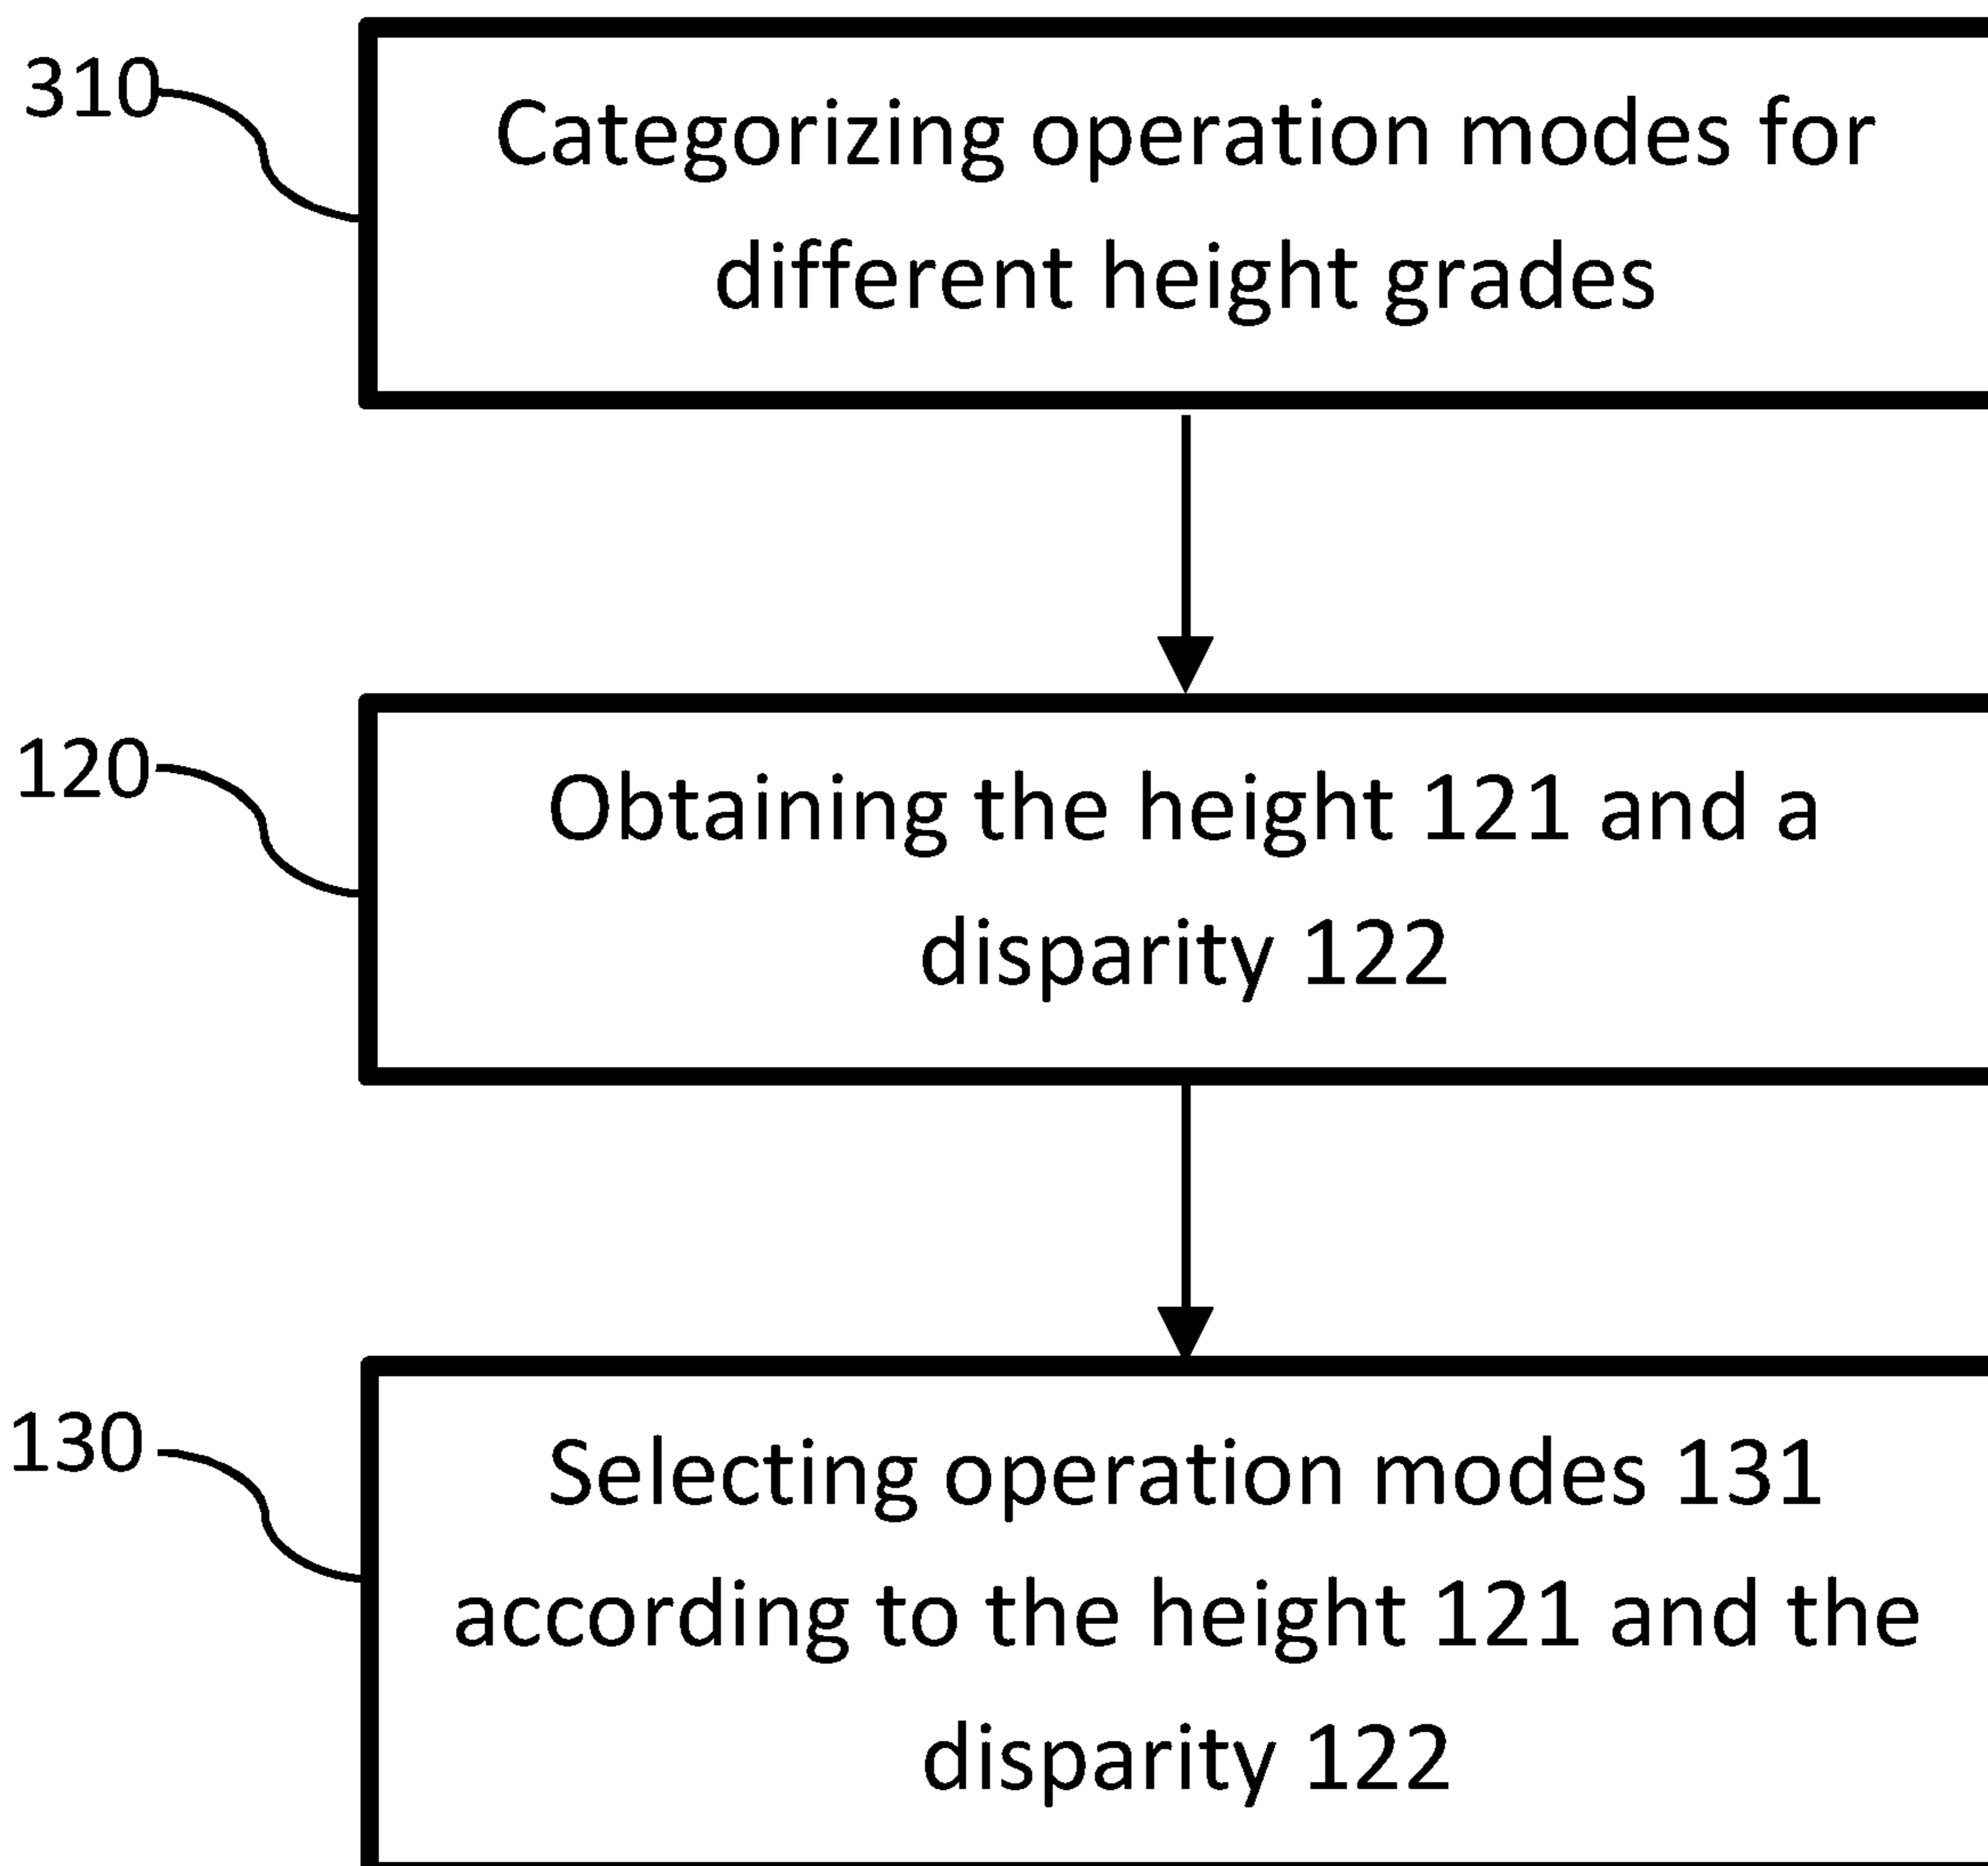 310
Categorizing operation modes for
different height grades
120
Obtaining the height 121 and a
disparity 122
130
Selecting operation modes 131
according to the height 121 and the
disparity 122